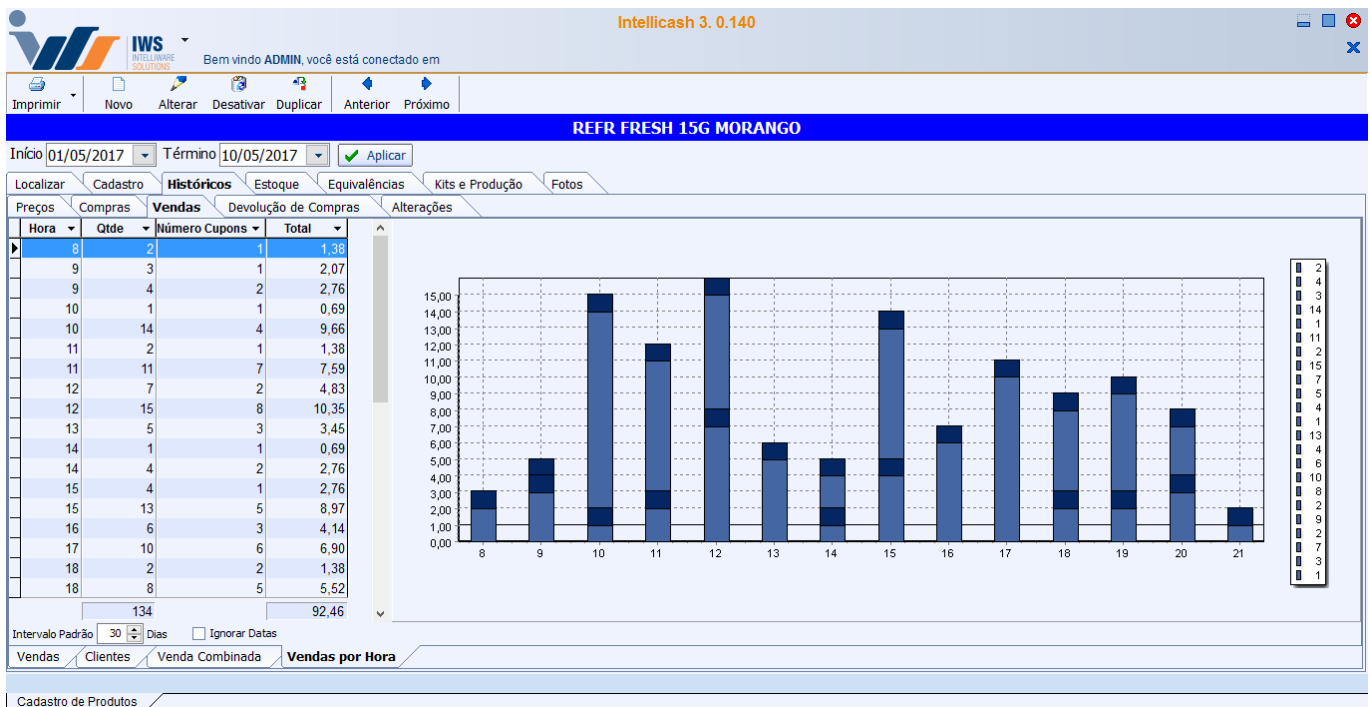 Intellicash 3. 0.140
IWS
INTELLIWARE
SOLUTIONS
Bem vindo ADMIN, você está conectado em
Imprimir Novo Alterar Desativar Duplicar Anterior Próximo
REFR FRESH 15G MORANGO
Início 01/05/2017 Término 10/05/2017 Aplicar
Localizar Cadastro Históricos Estoque Equivalências Kits e Produção Fotos
Preços Compras Vendas Devolução de Compras Alterações
Hora Qtde Número Cupons Total
8 2 1 1,38
9 3 1 2,07
9 4 2 2,76
10 1 1 0,69
10 14 4 9,66
11 2 1 1,38
11 11 7 7,59
12 7 2 4,83
12 15 8 10,35
13 5 3 3,45
14 1 1 0,69
14 4 2 2,76
15 4 1 2,76
15 13 5 8,97
16 6 3 4,14
17 10 6 6,90
18 2 2 1,38
18 8 5 5,52
134 92,46
15,00
14,00
13,00
12,00
11,00
10,00
9,00
8,00
7,00
6,00
5,00
4,00
3,00
2,00
1,00
0,00
8 9 10 11 12 13 14 15 16 17 18 19 20 21
2
4
3
14
1
11
2
15
7
5
4
1
13
4
6
10
8
2
9
2
7
3
1
Intervalo Padrão 30 Dias Ignorar Datas
Vendas Clientes Venda Combinada Vendas por Hora
Cadastro de Produtos